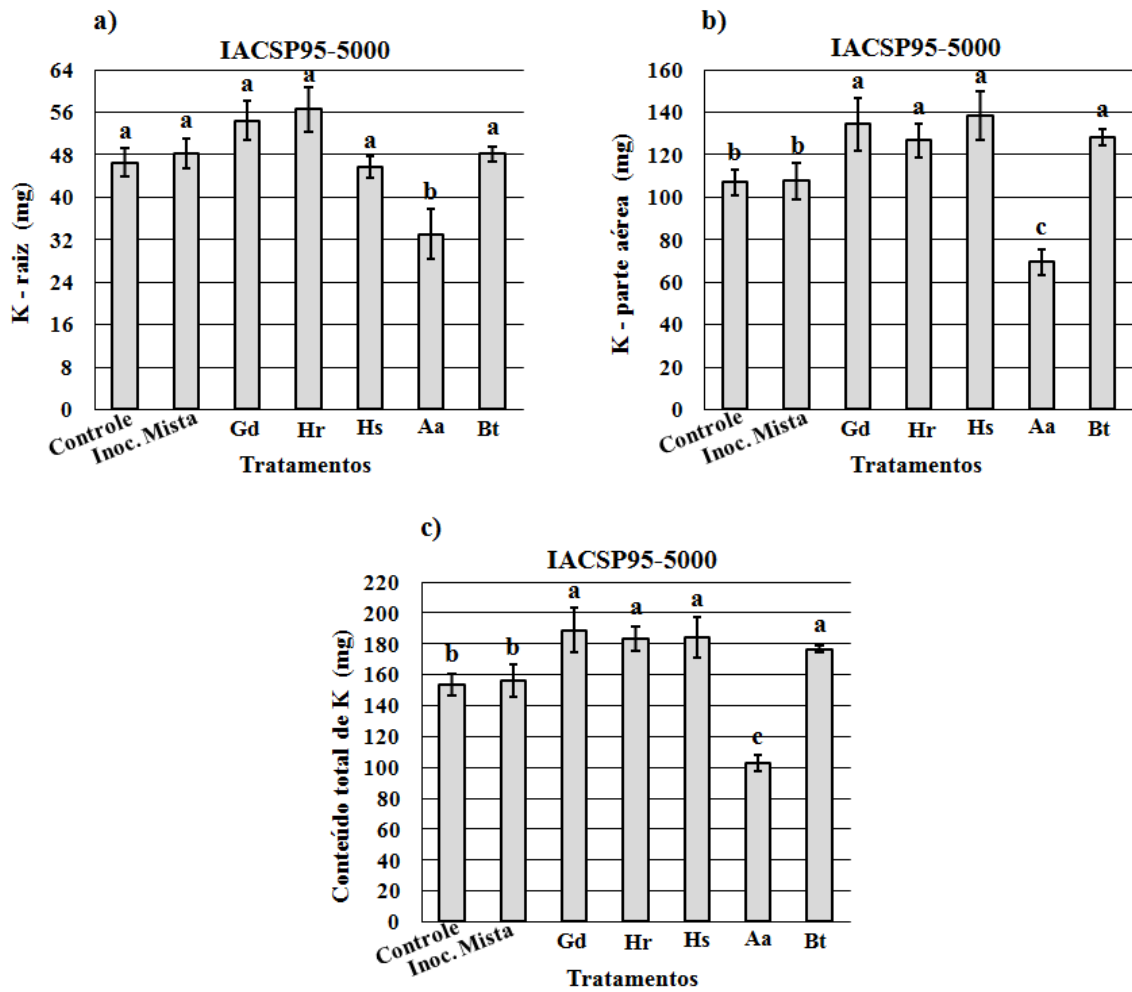 a)
IACSP95-5000
K - raiz (mg)
64
56
48
40
32
24
16
8
0
a
a
a
a
a
b
a
Controle
Inoc. Mista
Gd
Hr
Hs
Aa
Bt
Tratamentos
b)
IACSP95-5000
K - parte aérea (mg)
160
140
120
100
80
60
40
20
0
b
b
a
a
a
c
a
Controle
Inoc. Mista
Gd
Hr
Hs
Aa
Bt
Tratamentos
c)
IACSP95-5000
Conteúdo total de K (mg)
220
200
180
160
140
120
100
80
60
40
20
0
b
b
a
a
a
c
a
Controle
Inoc. Mista
Gd
Hr
Hs
Aa
Bt
Tratamentos